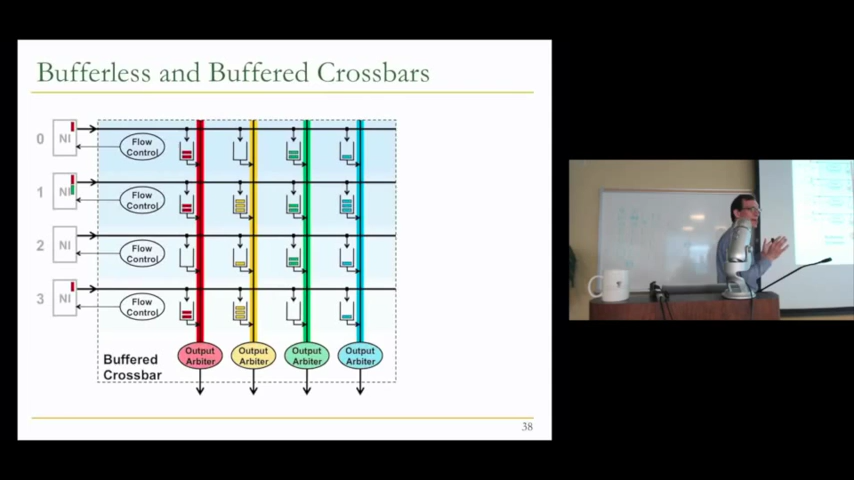 Bufferless and Buffered Crossbars
0
NI
Flow
Control
1
NI
Flow
Control
2
NI
Flow
Control
3
NI
Flow
Control
Buffered
Crossbar
Output
Arbiter
Output
Arbiter
Output
Arbiter
Output
Arbiter
38